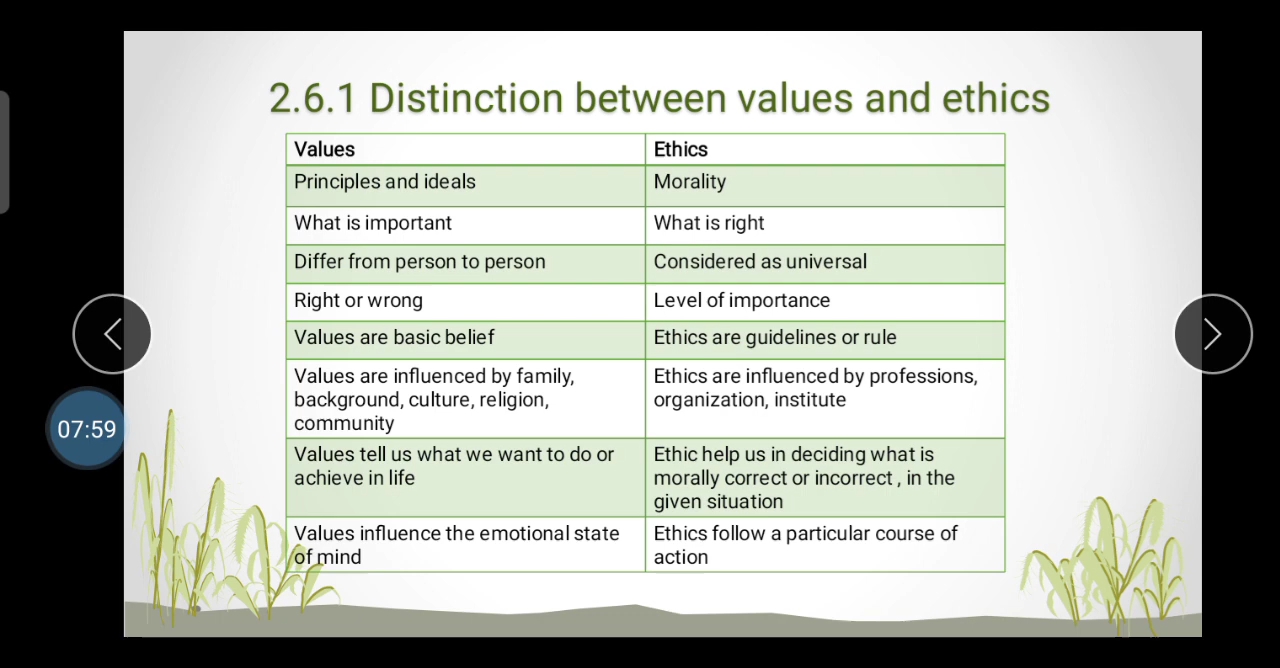 2.6.1 Distinction between values and ethics
Values
Ethics
Principles and ideals
Morality
What is important
What is right
Differ from person to person
Considered as universal
Right or wrong
Level of importance
Values are basic belief
Ethics are guidelines or rule
Values are influenced by family,
background, culture, religion,
community
Ethics are influenced by professions,
organization, institute
Values tell us what we want to do or
achieve in life
Ethic help us in deciding what is
morally correct or incorrect , in the
given situation
Values influence the emotional state
of mind
Ethics follow a particular course of
action
07:59